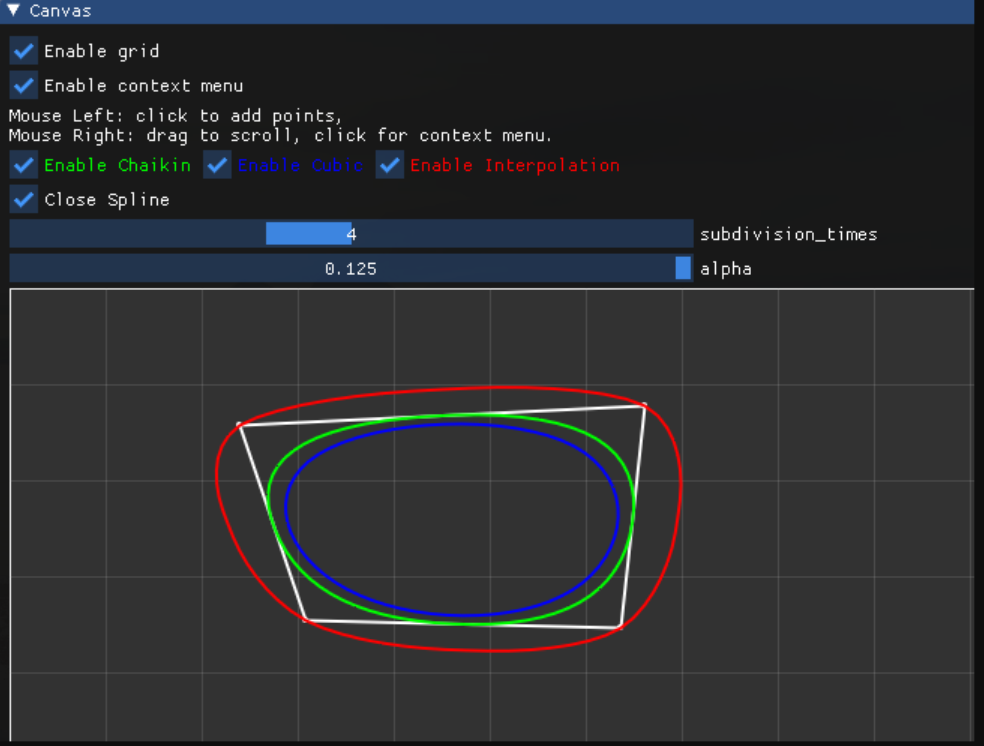 Canvas
Enable grid
Enable context menu
Mouse Left: click to add points,
Mouse Right: drag to scroll, click for context menu.
Enable Chaikin Enable Cubic Enable Interpolation
Close Spline
4 subdivision_times
0.125 alpha